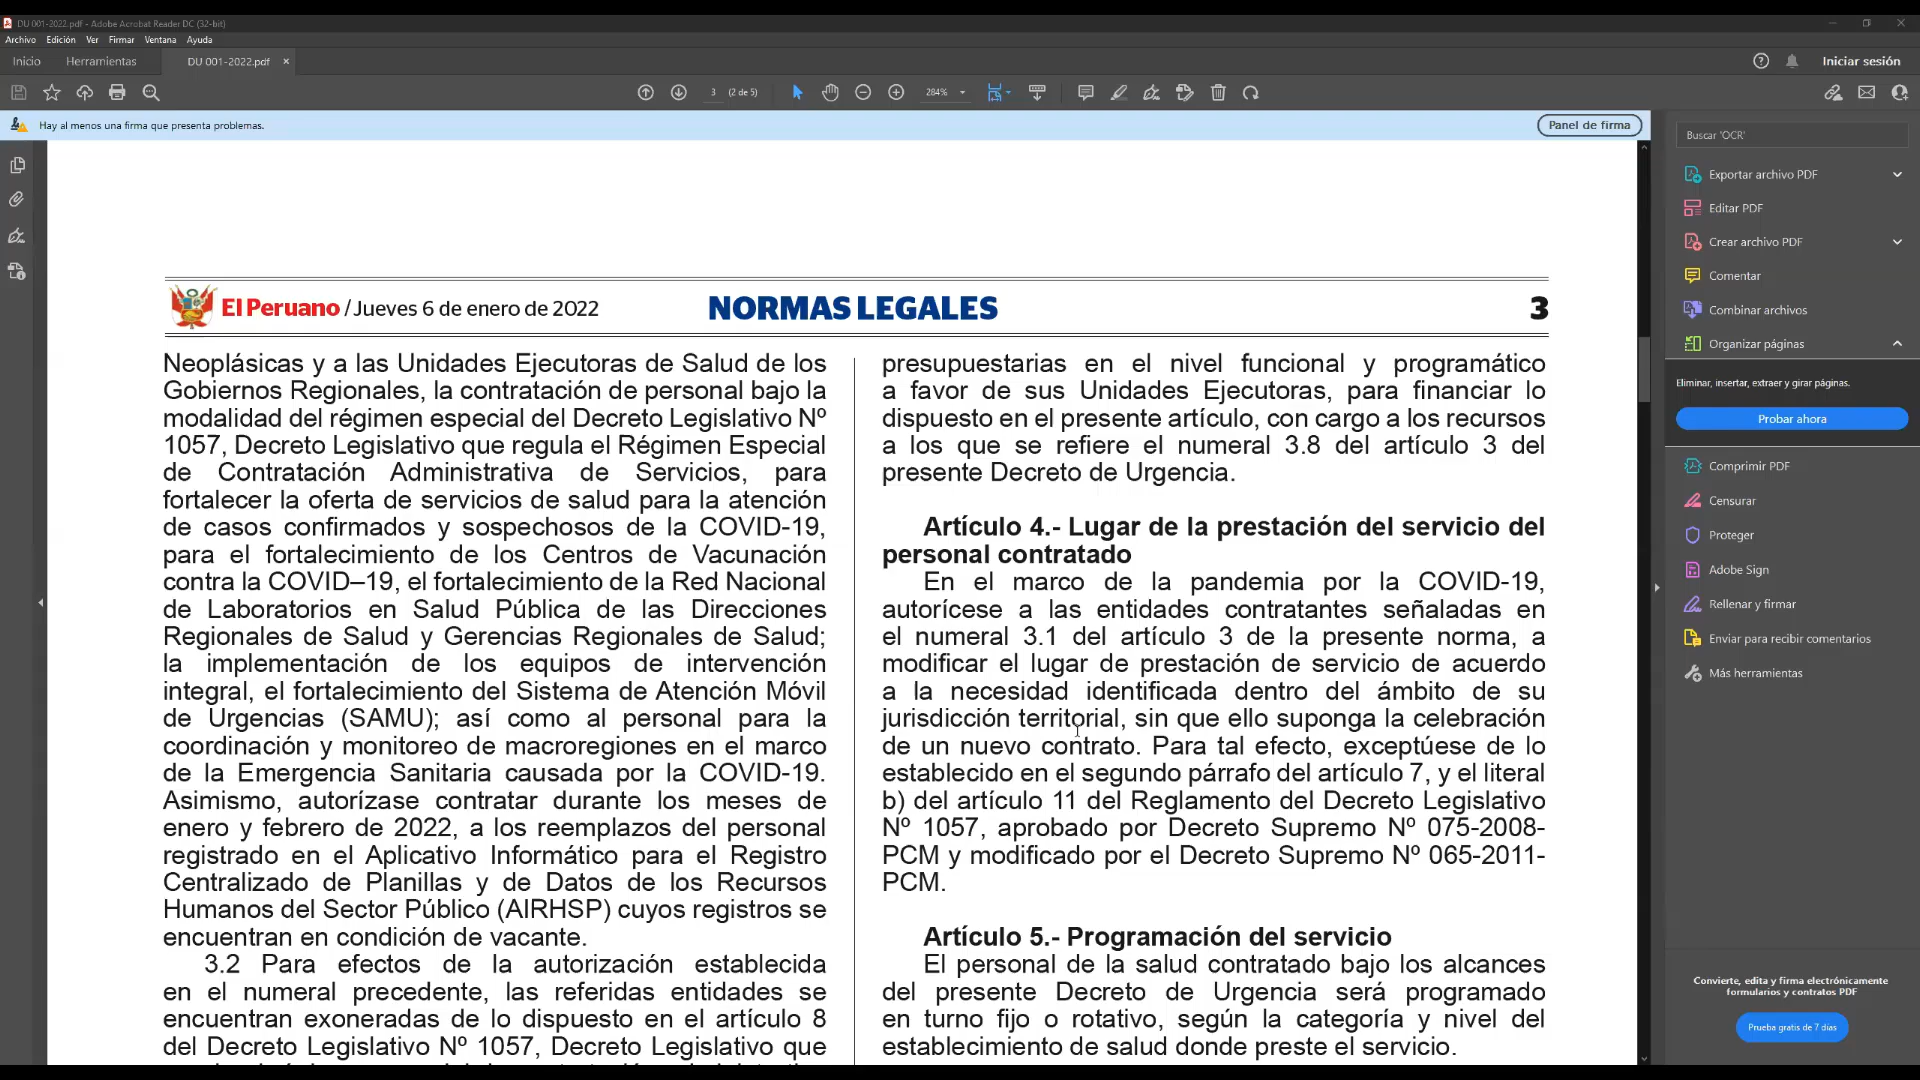 DU 001-2022.pdf - Adobe Acrobat Reader DC (32-bit)
Archivo Edición Ver Firmar Ventana Ayuda
Inicio Herramientas DU 001-2022.pdf × Iniciar sesión
3 (2 de 5) 284%
Hay al menos una firma que presenta problemas. Panel de firma
El Peruano / Jueves 6 de enero de 2022 NORMAS LEGALES 3
Neoplásicas y a las Unidades Ejecutoras de Salud de los
Gobiernos Regionales, la contratación de personal bajo la
modalidad del régimen especial del Decreto Legislativo Nº
1057, Decreto Legislativo que regula el Régimen Especial
de Contratación Administrativa de Servicios, para
fortalecer la oferta de servicios de salud para la atención
de casos confirmados y sospechosos de la COVID-19,
para el fortalecimiento de los Centros de Vacunación
contra la COVID–19, el fortalecimiento de la Red Nacional
de Laboratorios en Salud Pública de las Direcciones
Regionales de Salud y Gerencias Regionales de Salud;
la implementación de los equipos de intervención
integral, el fortalecimiento del Sistema de Atención Móvil
de Urgencias (SAMU); así como al personal para la
coordinación y monitoreo de macroregiones en el marco
de la Emergencia Sanitaria causada por la COVID-19.
Asimismo, autorízase contratar durante los meses de
enero y febrero de 2022, a los reemplazos del personal
registrado en el Aplicativo Informático para el Registro
Centralizado de Planillas y de Datos de los Recursos
Humanos del Sector Público (AIRHSP) cuyos registros se
encuentran en condición de vacante.
3.2 Para efectos de la autorización establecida
en el numeral precedente, las referidas entidades se
encuentran exoneradas de lo dispuesto en el artículo 8
del Decreto Legislativo Nº 1057, Decreto Legislativo que
presupuestarias en el nivel funcional y programático
a favor de sus Unidades Ejecutoras, para financiar lo
dispuesto en el presente artículo, con cargo a los recursos
a los que se refiere el numeral 3.8 del artículo 3 del
presente Decreto de Urgencia.
Artículo 4.- Lugar de la prestación del servicio del
personal contratado
En el marco de la pandemia por la COVID-19,
autorícese a las entidades contratantes señaladas en
el numeral 3.1 del artículo 3 de la presente norma, a
modificar el lugar de prestación de servicio de acuerdo
a la necesidad identificada dentro del ámbito de su
jurisdicción territorial, sin que ello suponga la celebración
de un nuevo contrato. Para tal efecto, exceptúese de lo
establecido en el segundo párrafo del artículo 7, y el literal
b) del artículo 11 del Reglamento del Decreto Legislativo
Nº 1057, aprobado por Decreto Supremo Nº 075-2008-
PCM y modificado por el Decreto Supremo Nº 065-2011-
PCM.
Artículo 5.- Programación del servicio
El personal de la salud contratado bajo los alcances
del presente Decreto de Urgencia será programado
en turno fijo o rotativo, según la categoría y nivel del
establecimiento de salud donde preste el servicio.
Buscar 'OCR'
Exportar archivo PDF
Editar PDF
Crear archivo PDF
Comentar
Combinar archivos
Organizar páginas
Eliminar, insertar, extraer y girar páginas.
Probar ahora
Comprimir PDF
Censurar
Proteger
Adobe Sign
Rellenar y firmar
Enviar para recibir comentarios
Más herramientas
Convierte, edita y firma electrónicamente
formularios y contratos PDF
Prueba gratis de 7 días